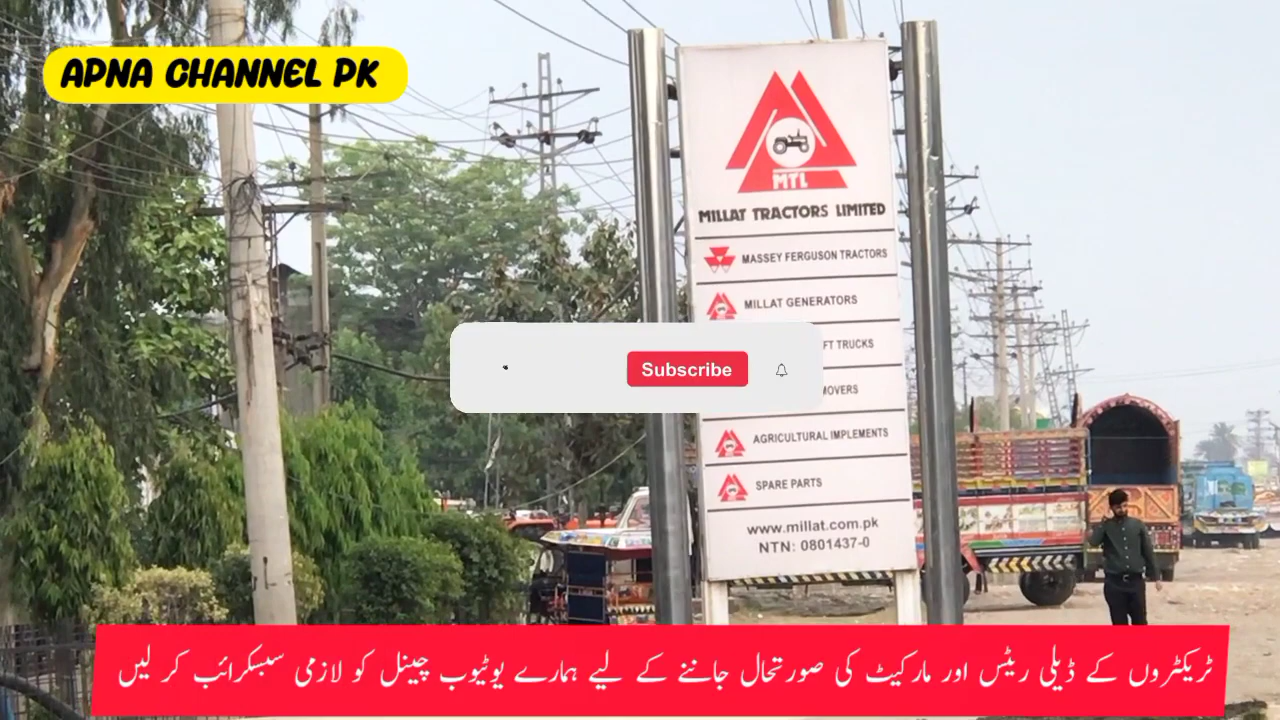 APNA CHANNEL PK
MTL
MILLAT TRACTORS LIMITED
MASSEY FERGUSON TRACTORS
MILLAT GENERATORS
TRUCKS
AGRICULTURAL IMPLEMENTS
SPARE PARTS
www.millat.com.pk
NTN: 0801437-0
Subscribe
ٹریکٹروں کے ڈیلی ریٹس اور مارکیٹ کی صورتحال جاننے کے لیے ہمارے یوٹیوب چینل کو لازمی سبسکرائب کر لیں